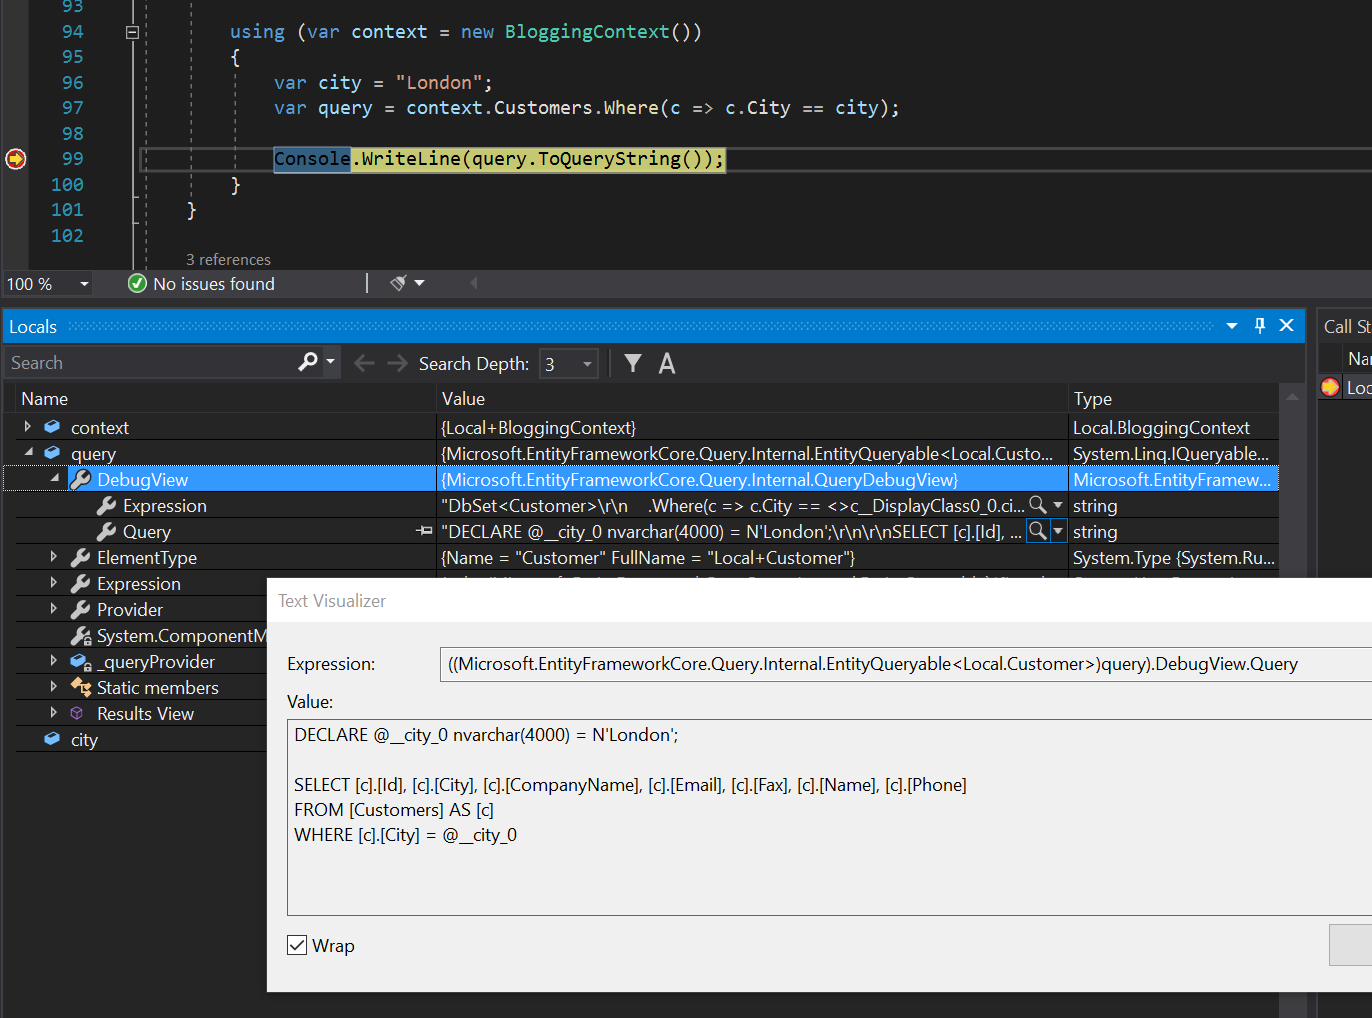 93
94 using (var context = new BloggingContext())
95 {
96 var city = "London";
97 var query = context.Customers.Where(c => c.City == city);
98
99 Console.WriteLine(query.ToQueryString());
100 }
101 }
102
3 references
100 % No issues found
Locals
Call St
Search Search Depth: 3 A
Nar
Name Value Type
Loc
context {Local+BloggingContext} Local.BloggingContext
query {Microsoft.EntityFrameworkCore.Query.Internal.EntityQueryable<Local.Custo... System.Linq.IQueryable...
DebugView {Microsoft.EntityFrameworkCore.Query.Internal.QueryDebugView} Microsoft.EntityFramew...
Expression "DbSet<Customer>\r\n .Where(c => c.City == <>c__DisplayClass0_0.ci... string
Query "DECLARE @__city_0 nvarchar(4000) = N'London';\r\n\r\nSELECT [c].[Id], ... string
ElementType {Name = "Customer" FullName = "Local+Customer"} System.Type {System.Ru...
Expression
Provider
System.ComponentM
_queryProvider
Static members
Results View
city
Text Visualizer
Expression: ((Microsoft.EntityFrameworkCore.Query.Internal.EntityQueryable<Local.Customer>)query).DebugView.Query
Value:
DECLARE @__city_0 nvarchar(4000) = N'London';
SELECT [c].[Id], [c].[City], [c].[CompanyName], [c].[Email], [c].[Fax], [c].[Name], [c].[Phone]
FROM [Customers] AS [c]
WHERE [c].[City] = @__city_0
Wrap